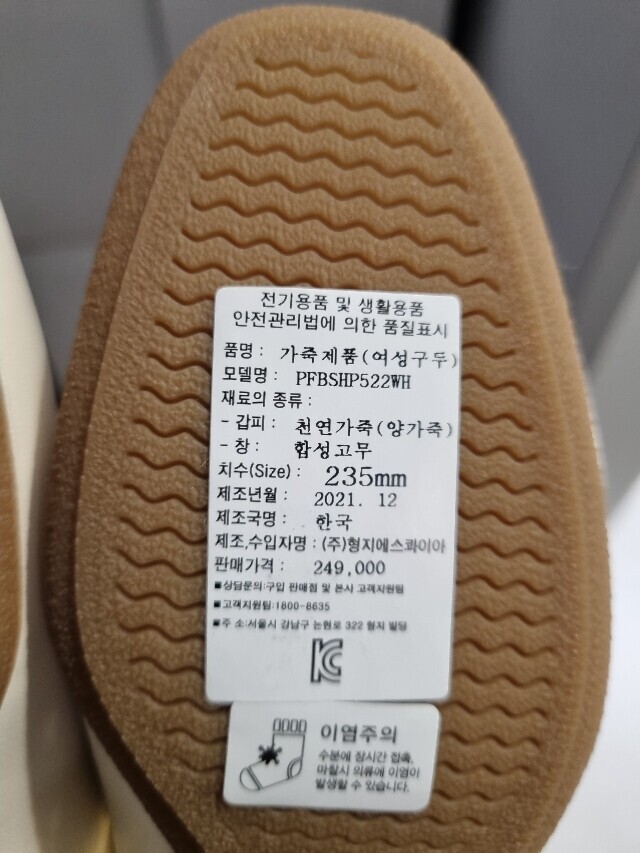 전기용품 및 생활용품
안전관리법에 의한 품질표시
품명 : 가죽제품(여성구두)
모델명 : PFBSHP522WH
재료의 종류 :
- 갑피 : 천연가죽(양가죽)
- 창 : 합성고무
치수(Size) : 235mm
제조년월 : 2021. 12
제조국명 : 한국
제조,수입자명 : (주)형지에스콰이아
판매가격 : 249,000
■상담문의:구입 판매점 및 본사 고객지원팀
■고객지원팀:1800-8635
■주 소:서울시 강남구 논현로 322 형지 빌딩
KC
이염주의
수분에 장시간 접촉,
마찰시 의류에 이염이
발생할 수 있습니다.